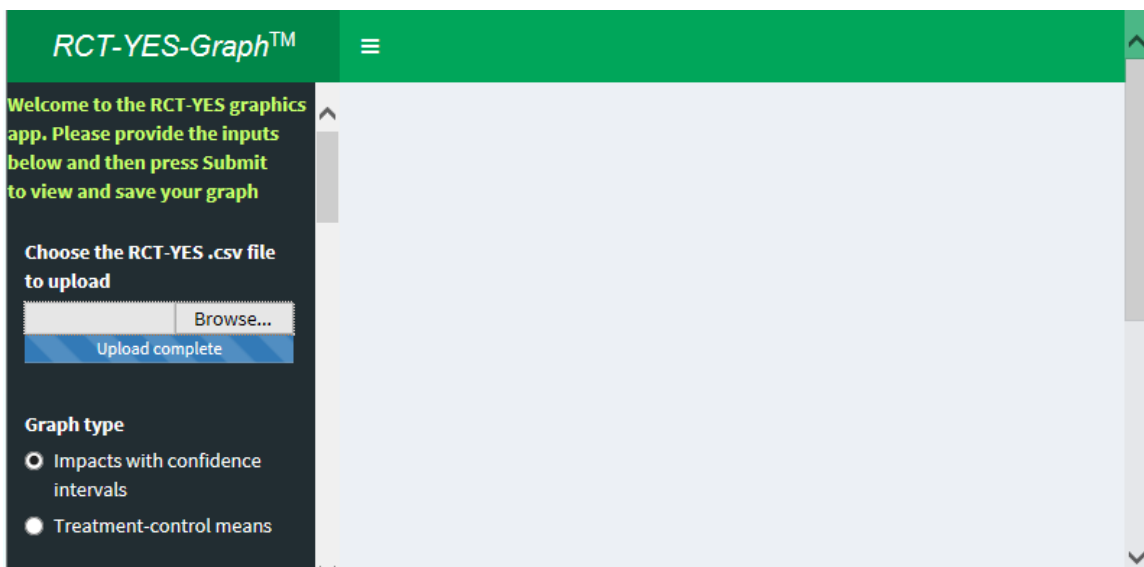 RCT-YES-Graph™
Welcome to the RCT-YES graphics
app. Please provide the inputs
below and then press Submit
to view and save your graph
Choose the RCT-YES .csv file
to upload
Browse...
Upload complete
Graph type
Impacts with confidence
intervals
Treatment-control means